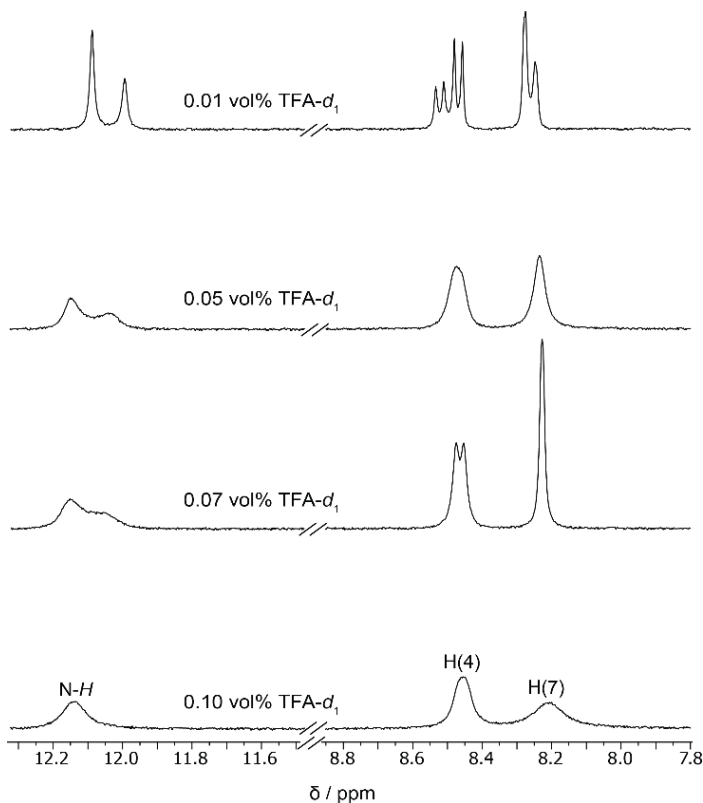 0.01 vol% TFA-d₁
0.05 vol% TFA-d₁
0.07 vol% TFA-d₁
N-H
0.10 vol% TFA-d₁
H(4)
H(7)
12.2 12.0 11.8 11.6 8.8 8.6 8.4 8.2 8.0 7.8
δ / ppm